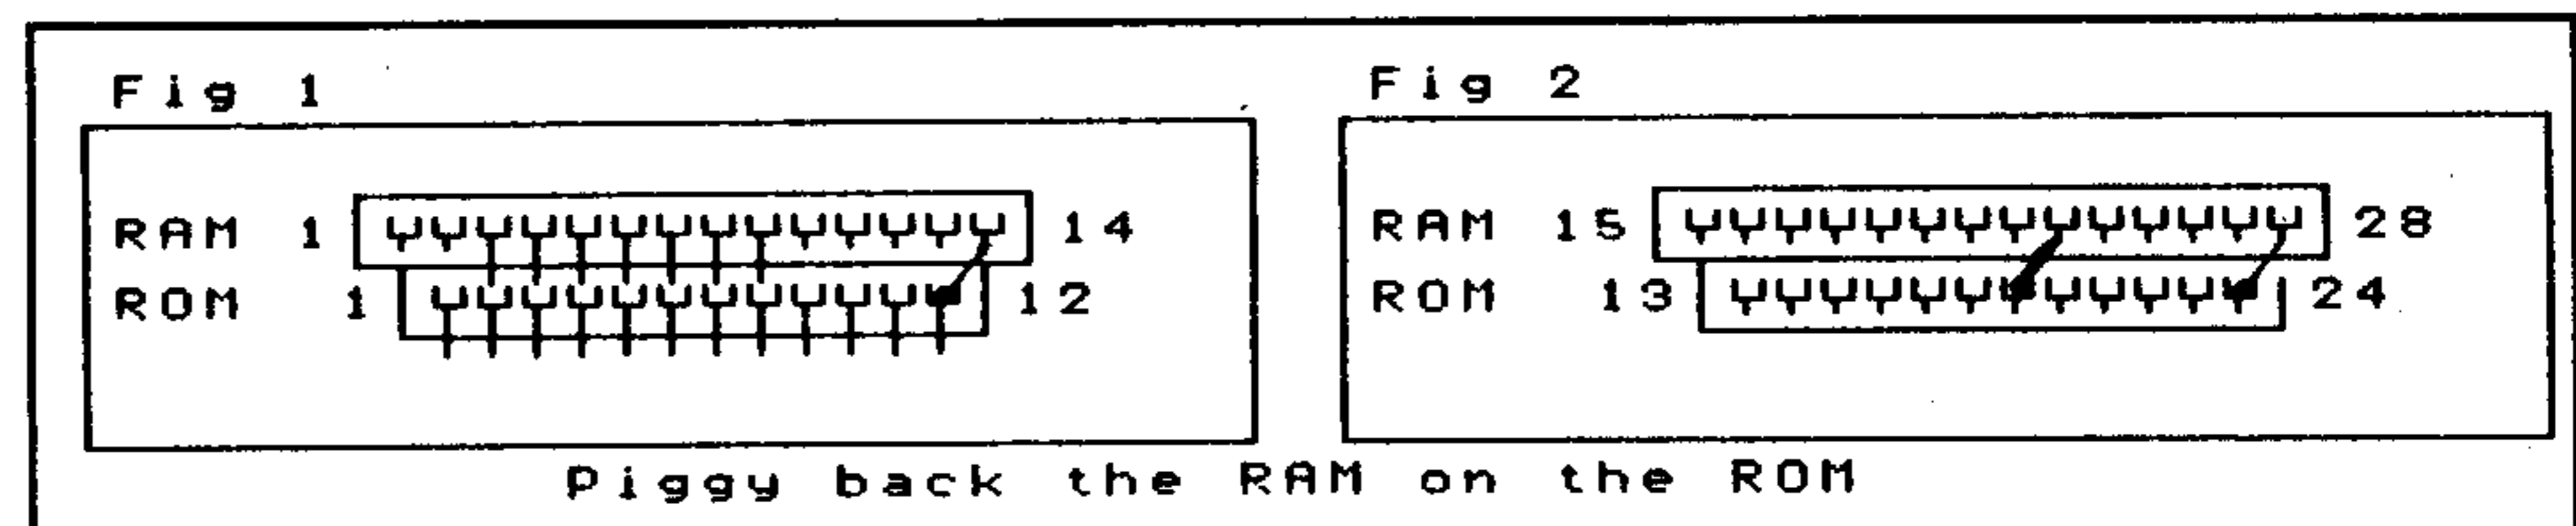 Fig 1 Fig 2
RAM 1 14 RAM 15 28
ROM 1 12 ROM 13 24
Piggy back the RAM on the ROM